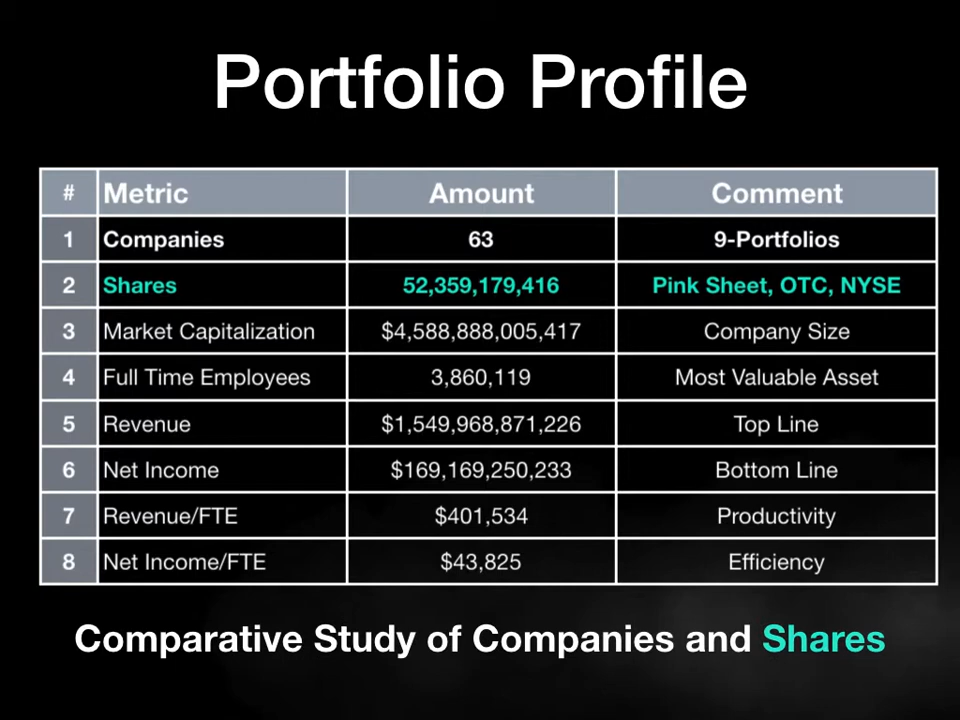 Portfolio Profile
# Metric Amount Comment
1 Companies 63 9-Portfolios
2 Shares 52,359,179,416 Pink Sheet, OTC, NYSE
3 Market Capitalization $4,588,888,005,417 Company Size
4 Full Time Employees 3,860,119 Most Valuable Asset
5 Revenue $1,549,968,871,226 Top Line
6 Net Income $169,169,250,233 Bottom Line
7 Revenue/FTE $401,534 Productivity
8 Net Income/FTE $43,825 Efficiency
Comparative Study of Companies and Shares